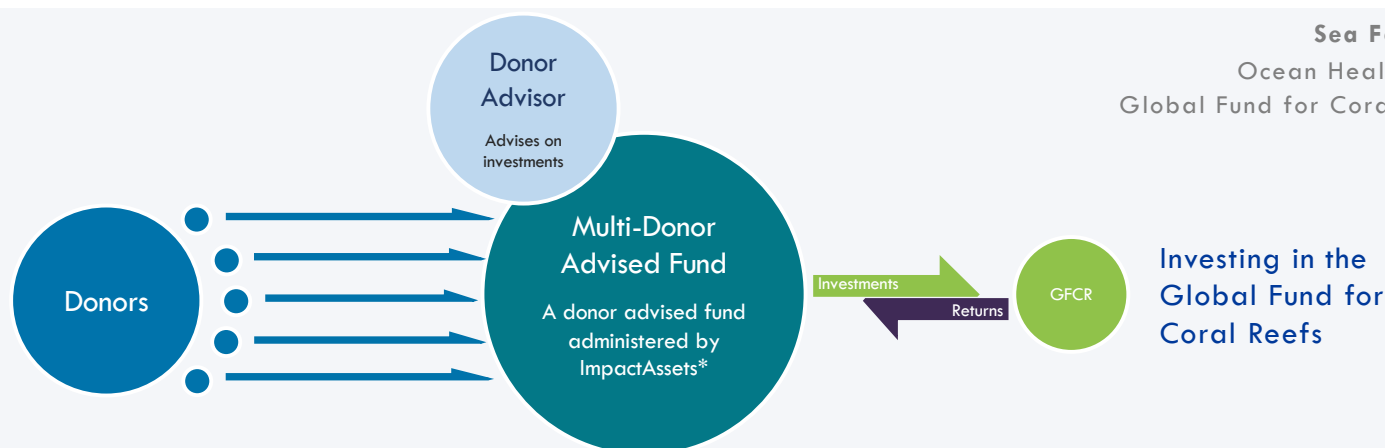 Sea F
Ocean Heal
Global Fund for Cora
Donor
Advisor
Advises on
investments
Donors
Multi-Donor
Advised Fund
A donor advised fund
administered by
ImpactAssets*
Investments
Returns
GFCR
Investing in the
Global Fund for
Coral Reefs